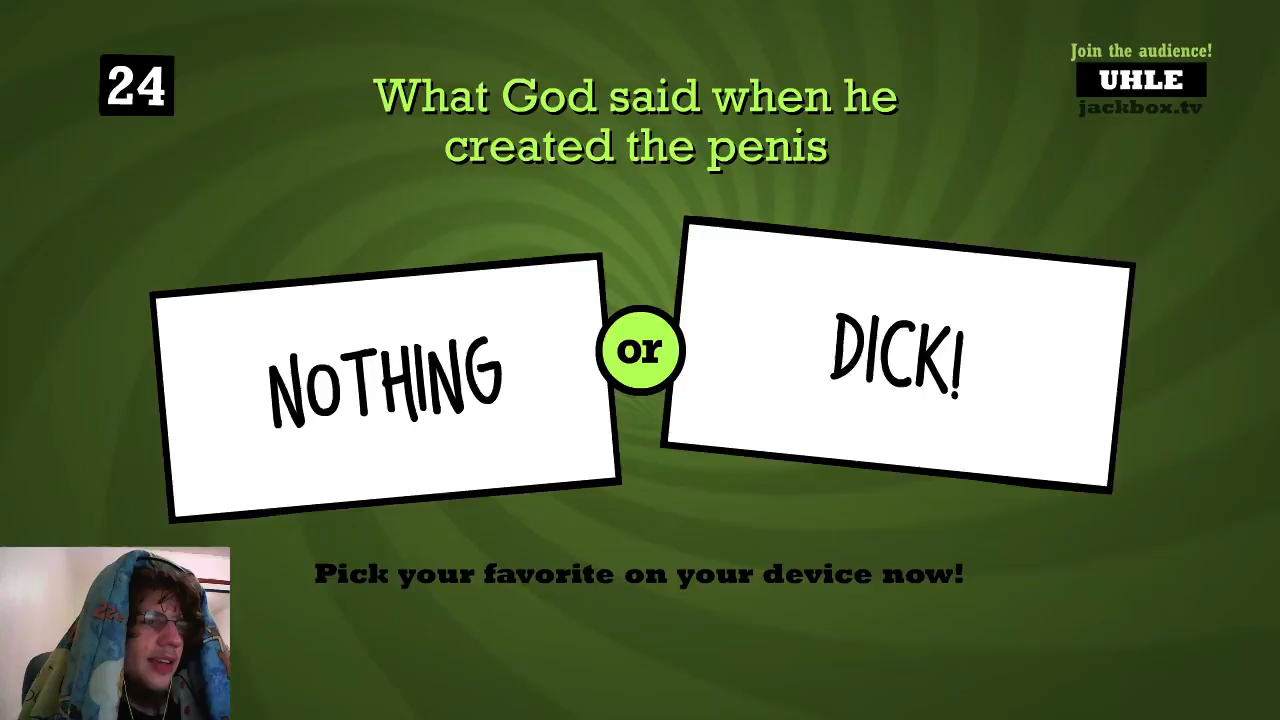 24
What God said when he
created the penis
Join the audience!
UHLE
jackbox.tv
NOTHING
or
DICK!
Pick your favorite on your device now!